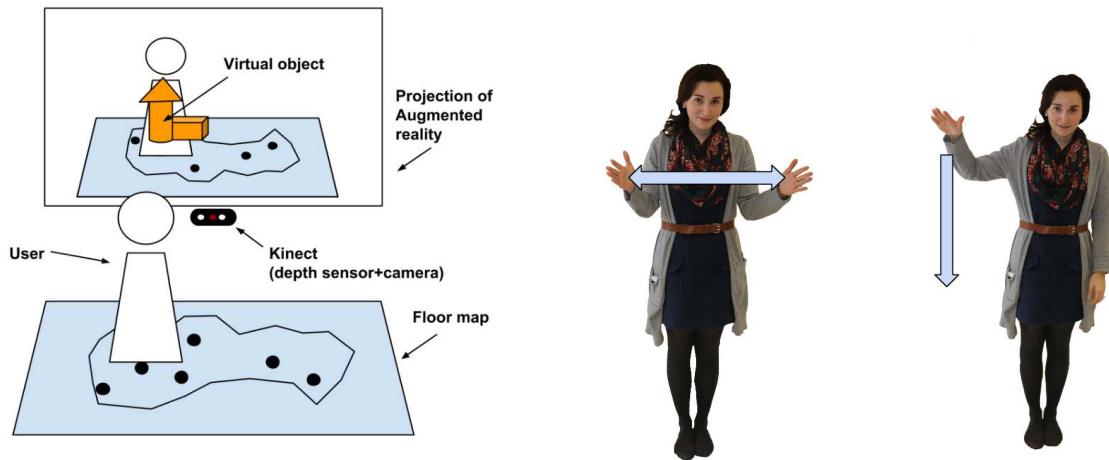 Virtual object
Projection of
Augmented
reality
User
Kinect
(depth sensor+camera)
Floor map